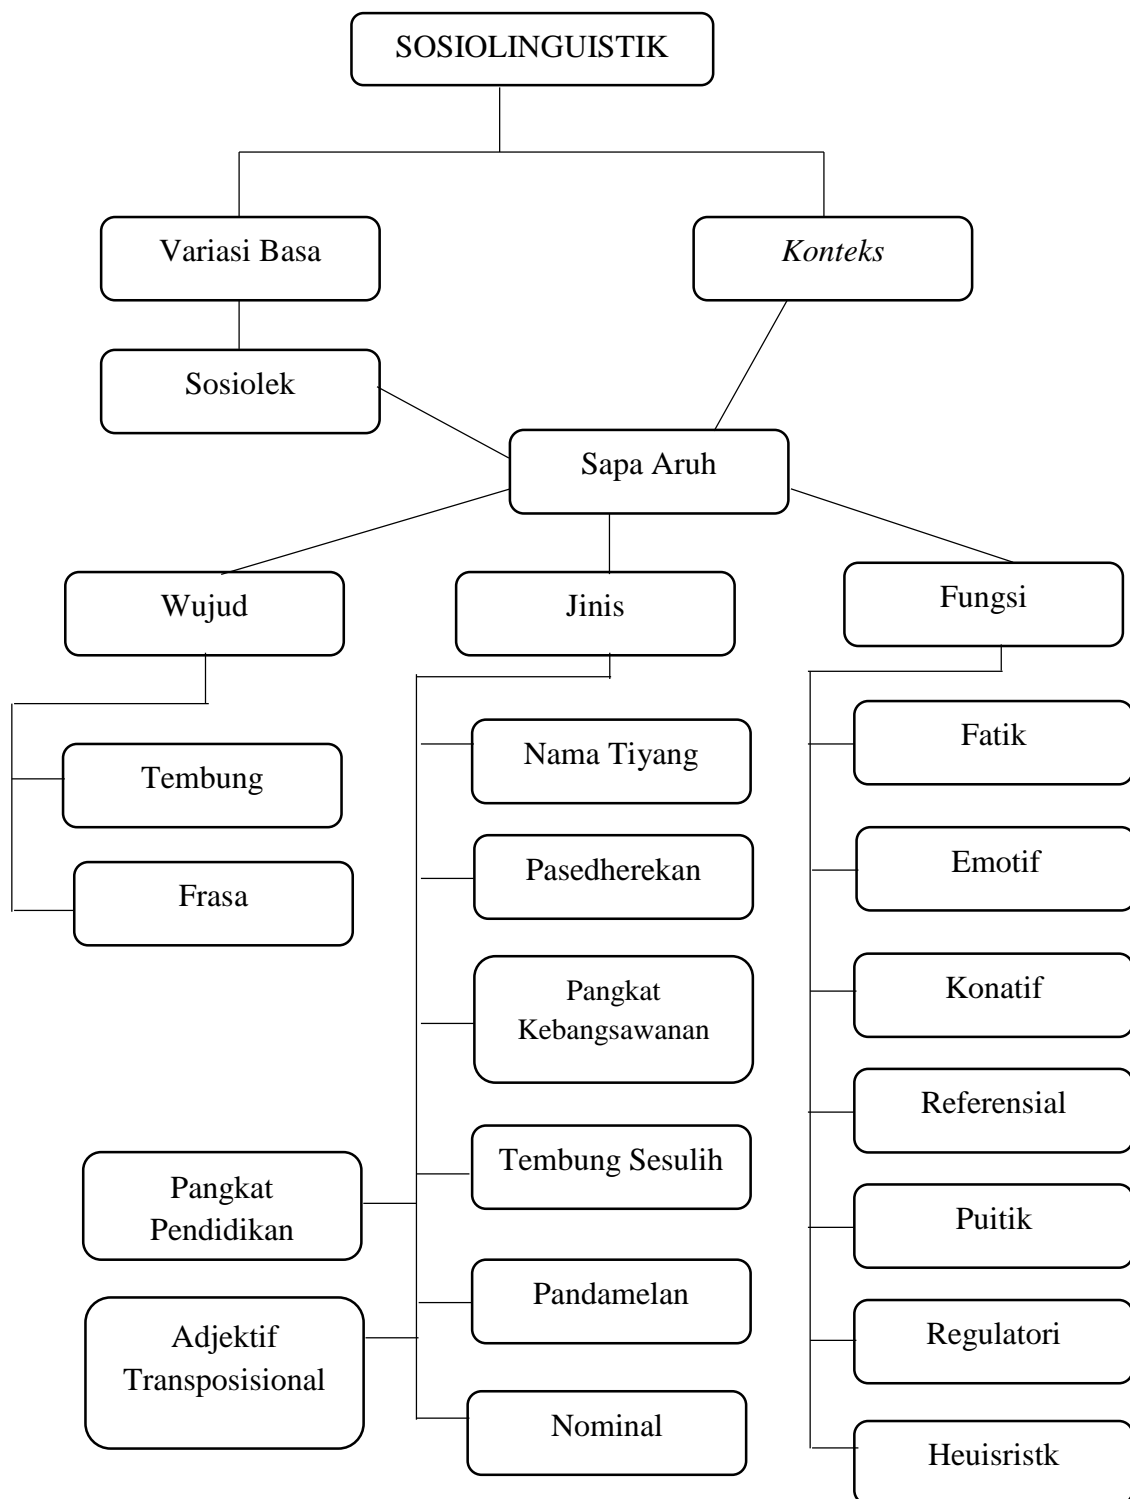 SOSIOLINGUISTIK
Variasi Basa
Konteks
Sosiolek
Sapa Aruh
Wujud
Jinis
Fungsi
Tembung
Frasa
Nama Tiyang
Pasedherekan
Pangkat
Kebangsawanan
Tembung Sesulih
Pandamelan
Nominal
Pangkat
Pendidikan
Adjektif
Transposisional
Fatik
Emotif
Konatif
Referensial
Puitik
Regulatori
Heuisristk